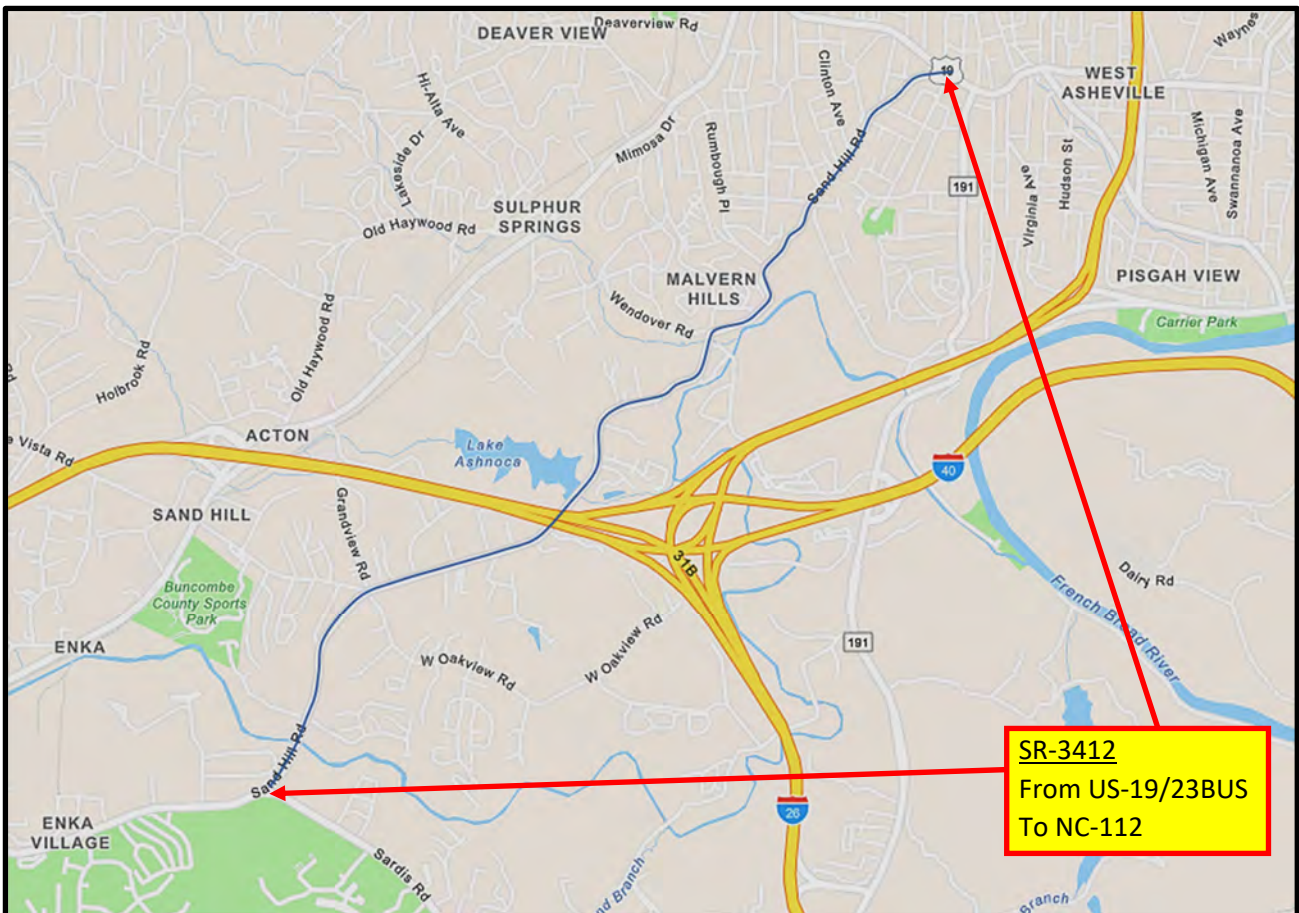 DEAVER VIEW
Deaverview Rd
Waynes
19
WEST
ASHEVILLE
Clinton Ave
Hi-Alta Ave
Lakeside Dr
Mimosa Dr
Rumbough Pl
Sand Hill Rd
191
Virginia Ave
Hudson St
Michigan Ave
Swannanoa Ave
SULPHUR
SPRINGS
Old Haywood Rd
MALVERN
HILLS
PISGAH VIEW
Wendover Rd
Carrier Park
Old Haywood Rd
Holbrook Rd
Rd
e Vista Rd
ACTON
Lake
Ashnoca
40
SAND HILL
Grandview Rd
31B
Buncombe
County Sports
Park
Dairy Rd
French Broad River
ENKA
W Oakview Rd
W Oakview Rd
191
Sand Hill Rd
SR-3412
From US-19/23BUS
To NC-112
26
ENKA
VILLAGE
Sardis Rd
nd Branch
Branch